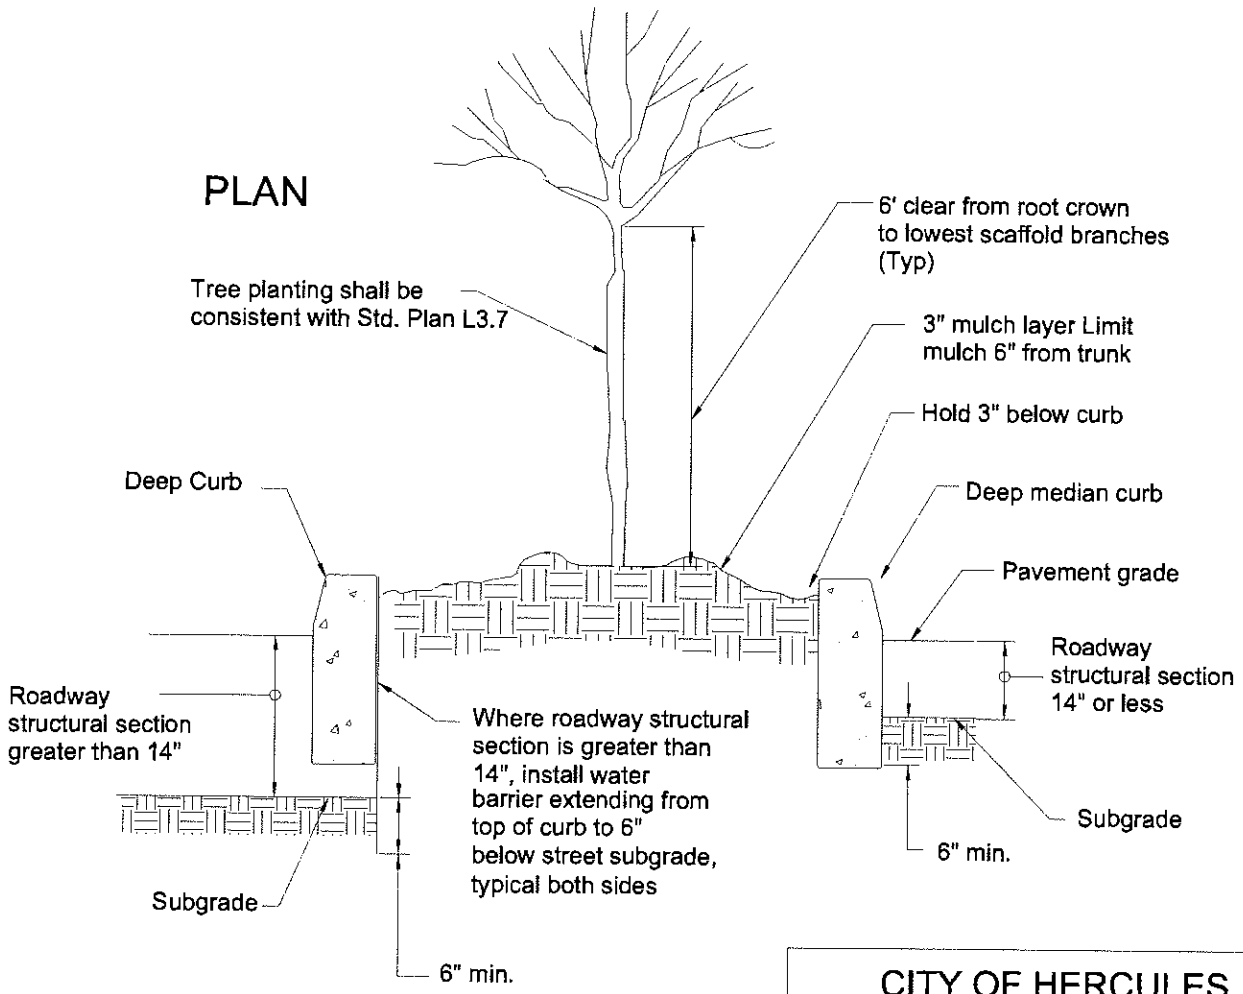 PLAN
6' clear from root crown
to lowest scaffold branches
(Typ)
Tree planting shall be
consistent with Std. Plan L3.7
3" mulch layer Limit
mulch 6" from trunk
Hold 3" below curb
Deep Curb
Deep median curb
Pavement grade
Roadway
structural section
14" or less
Roadway
structural section
greater than 14"
Where roadway structural
section is greater than
14", install water
barrier extending from
top of curb to 6"
below street subgrade,
typical both sides
Subgrade
6" min.
Subgrade
6" min.
CITY OF HERCULES